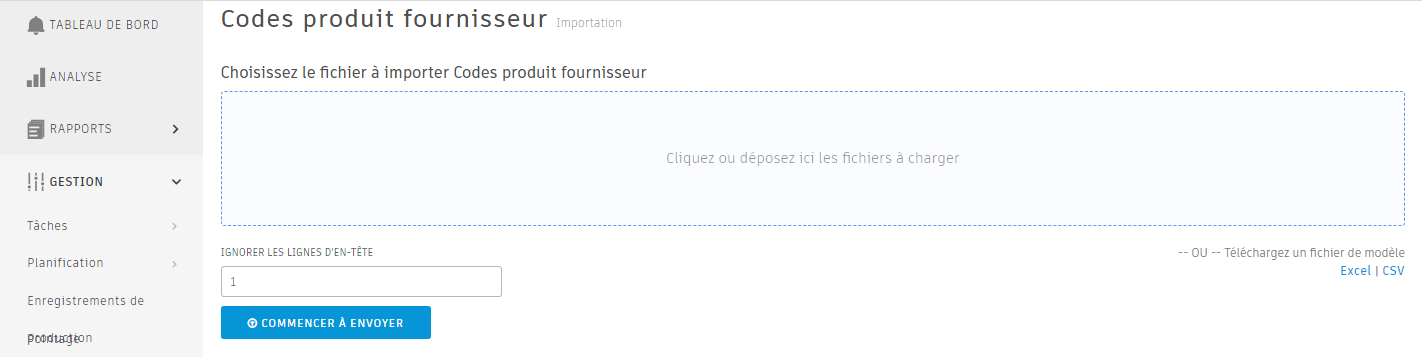 TABLEAU DE BORD
ANALYSE
RAPPORTS
GESTION
Tâches
Planification
Enregistrements de
production
Pointage
Codes produit fournisseur Importation
Choisissez le fichier à importer Codes produit fournisseur
Cliquez ou déposez ici les fichiers à charger
IGNORER LES LIGNES D'EN-TÊTE
1
COMMENCER À ENVOYER
-- OU -- Téléchargez un fichier de modèle
Excel | CSV